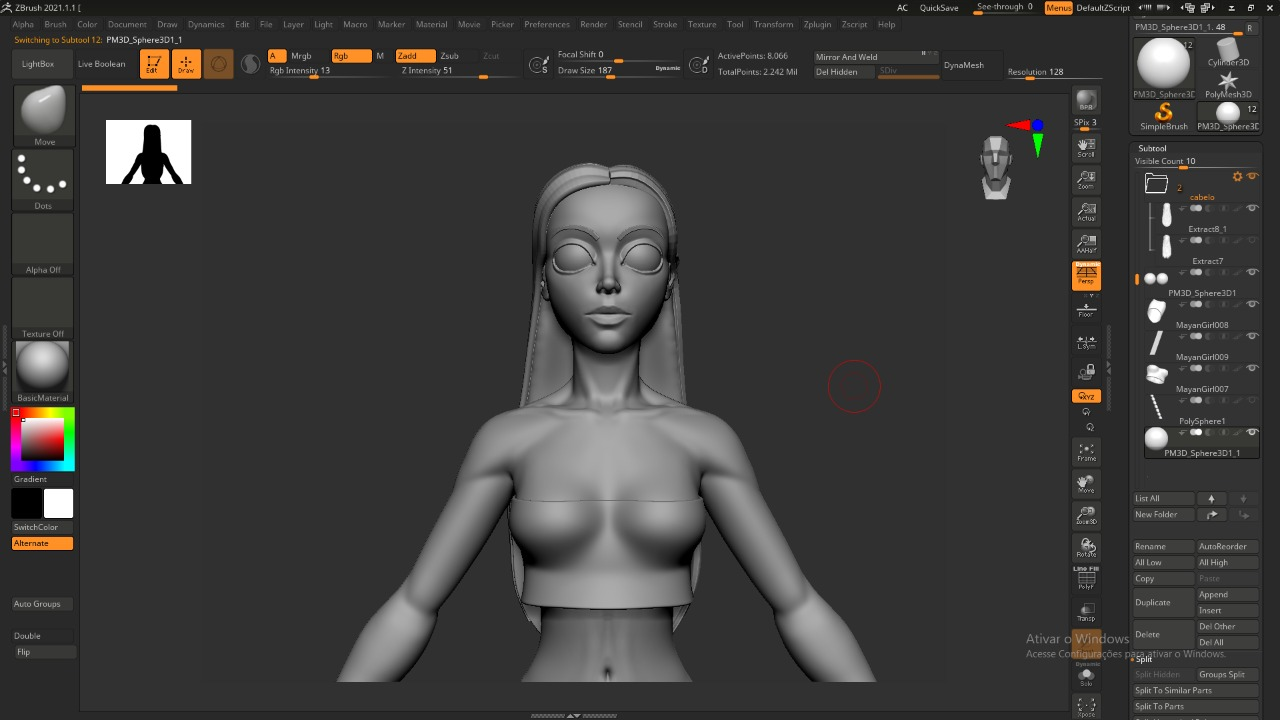 ZBrush 2021.1.1 [
AC QuickSave See-through 0 Menus DefaultZScript
Alpha Brush Color Document Draw Dynamics Edit File Layer Light Macro Marker Material Movie Picker Preferences Render Stencil Stroke Texture Tool Transform Zplugin Zscript Help
Switching to Subtool 12: PM3D_Sphere3D1_1
LightBox
Live Boolean
Edit
Draw
A Mrgb
Rgb M
Rgb Intensity 13
Zadd Zsub Zcut
Z Intensity 51
S
Focal Shift 0
Draw Size 187 Dynamic
D
ActivePoints: 8.066
TotalPoints: 2.242 Mil
Mirror And Weld
Del Hidden SDiv
DynaMesh
Resolution 128
Move
Dots
Alpha Off
Texture Off
BasicMaterial
Gradient
SwitchColor
Alternate
Auto Groups
Double
Flip
BPR
SPix 3
Scroll
Zoom
Actual
AAHalf
Dynamic
Persp
Floor
L.Sym
XYZ
Frame
Move
Zoom3D
Rotate
Line Fill
PolyF
Transp
Dynamic
Solo
Xpose
PM3D_Sphere3D1_1. 48 R
12
Cylinder3D
PM3D_Sphere3D PolyMesh3D
12
SimpleBrush PM3D_Sphere3D
Subtool
Visible Count 10
2
cabelo
Extract8_1
Extract7
PM3D_Sphere3D1
MayanGirl008
MayanGirl009
MayanGirl007
PolySphere1
PM3D_Sphere3D1_1
List All
New Folder
Rename AutoReorder
All Low All High
Copy Paste
Duplicate Append
Insert
Delete Del Other
Del All
Split
Split Hidden Groups Split
Split To Similar Parts
Split To Parts
Ativar o Windows
Acesse Configurações para ativar o Windows.